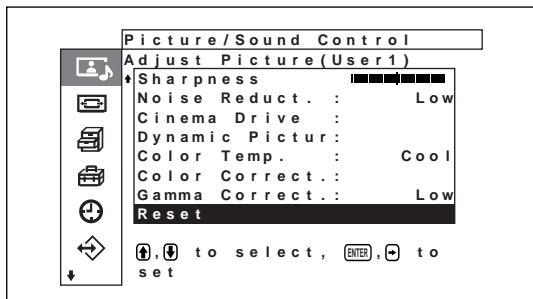 Picture/Sound Control
Adjust Picture(User1)
Sharpness
Noise Reduct. : Low
Cinema Drive :
Dynamic Pictur:
Color Temp. : Cool
Color Correct.:
Gamma Correct.: Low
Reset
↑,↓ to select, ENTER,→ to
set